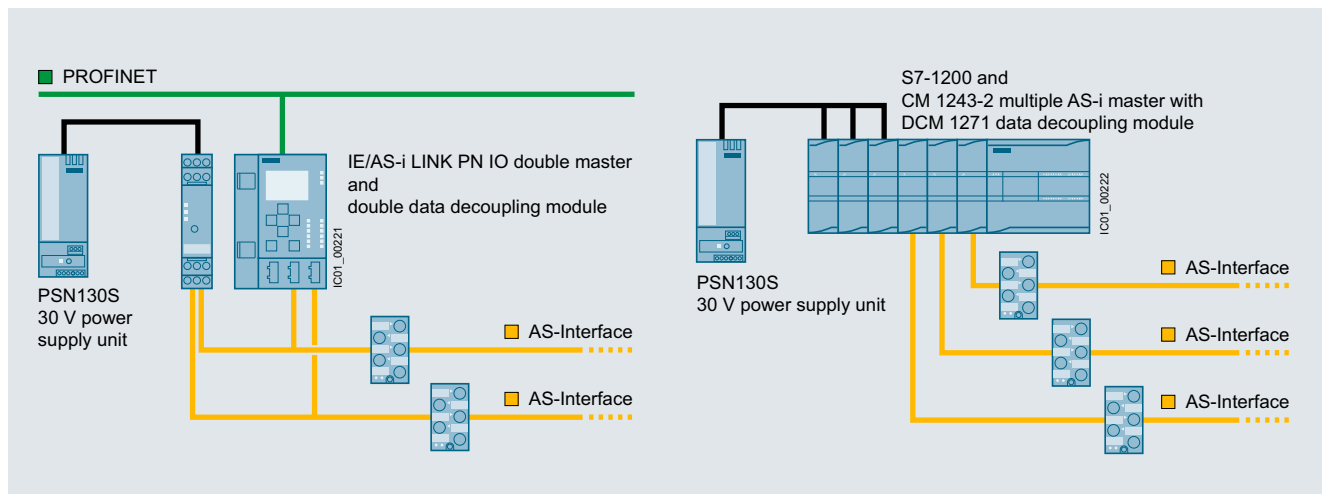 PROFINET
IE/AS-i LINK PN IO double master
and
double data decoupling module
IC01_00221
PSN130S
30 V power
supply unit
AS-Interface
AS-Interface
S7-1200 and
CM 1243-2 multiple AS-i master with
DCM 1271 data decoupling module
IC01_00222
PSN130S
30 V power
supply unit
AS-Interface
AS-Interface
AS-Interface